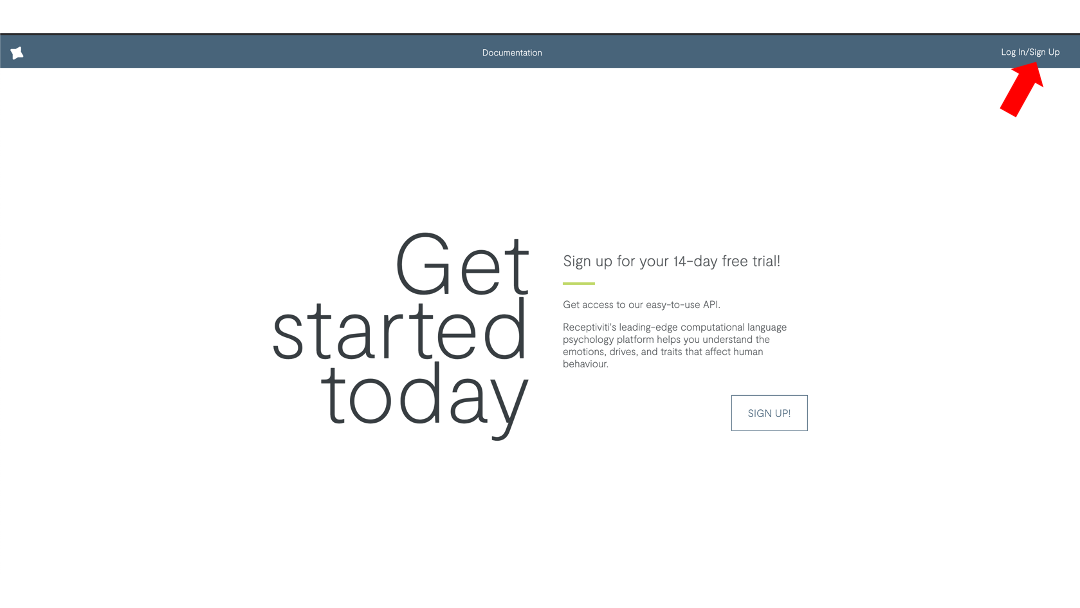 Documentation
Log In/Sign Up
Get
started
today
Sign up for your 14-day free trial!
Get access to our easy-to-use API.
Receptiviti's leading-edge computational language
psychology platform helps you understand the
emotions, drives, and traits that affect human
behaviour.
SIGN UP!